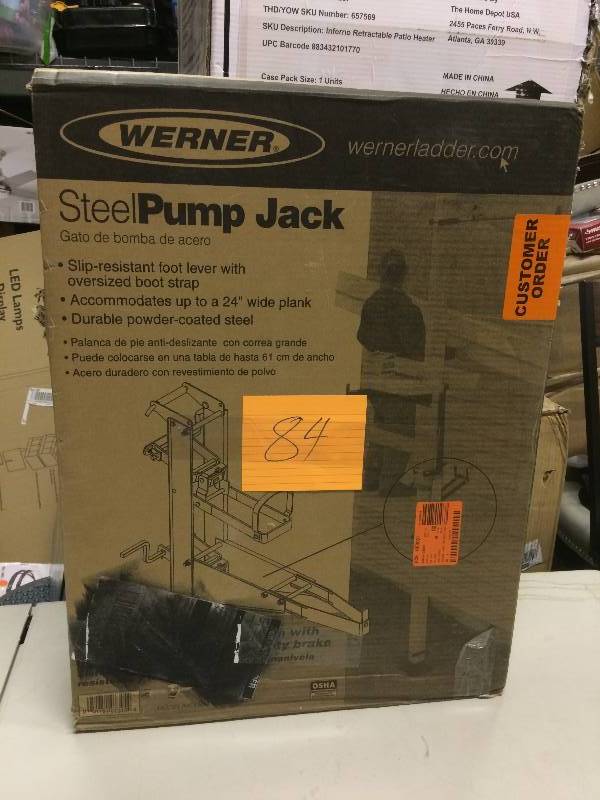 THD/YOW SKU Number: 657569
SKU Description: Inferno Retractable Patio Heater
UPC Barcode 883432101770
Case Pack Size: 1 Units
The Home Depot USA
2455 Paces Ferry Road, N.W.
Atlanta, GA 39339
MADE IN CHINA
HECHO EN CHINA
WERNER
wernerladder.com
SteelPump Jack
Gato de bomba de acero
• Slip-resistant foot lever with
oversized boot strap
• Accommodates up to a 24" wide plank
• Durable powder-coated steel
• Palanca de pie anti-deslizante con correa grande
• Puede colocarse en una tabla de hasta 61 cm de ancho
• Acero duradero con revestimiento de polvo
CUSTOMER
ORDER
84
with
brake
OSHA
LED Lamps
Display